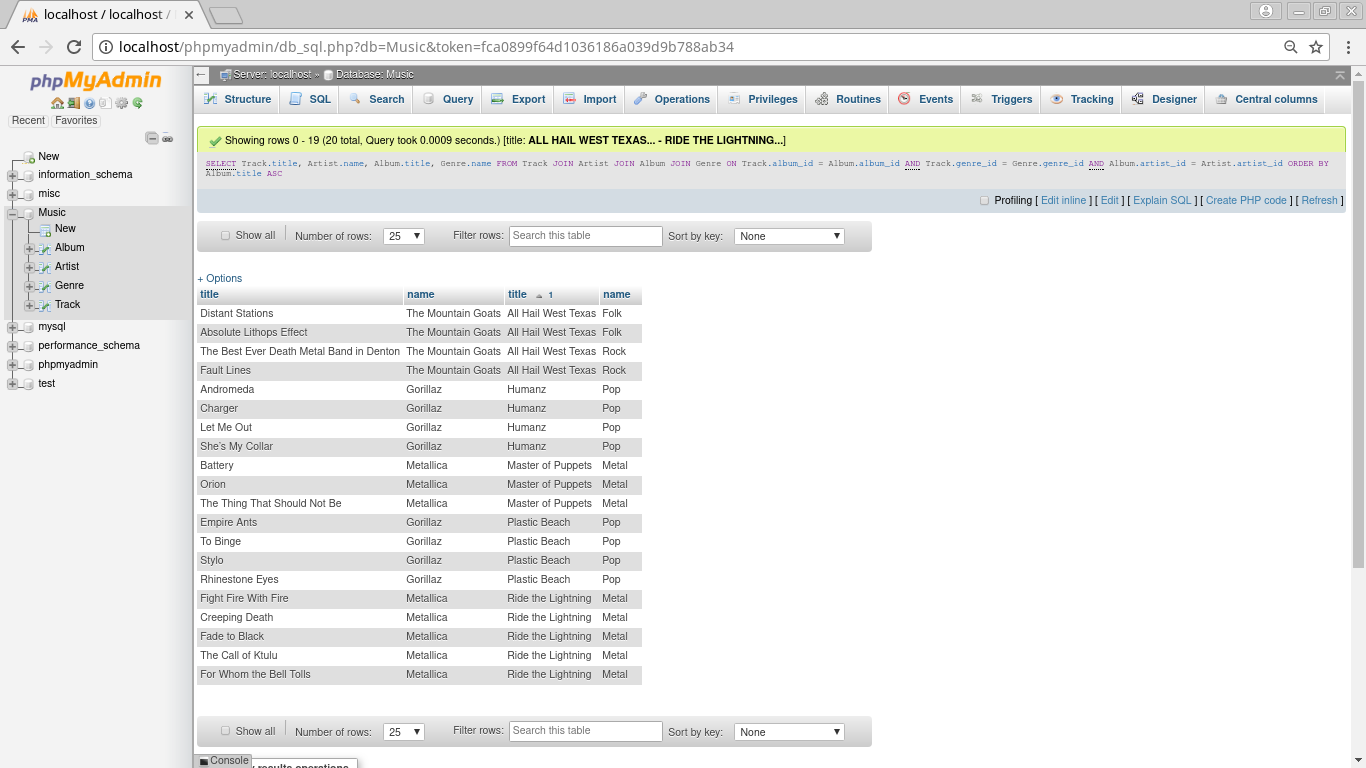 localhost / localhost /
localhost/phpmyadmin/db_sql.php?db=Music&token=fca0899f64d1036186a039d9b788ab34
phpMyAdmin
Recent Favorites
New
information_schema
misc
Music
New
Album
Artist
Genre
Track
mysql
performance_schema
phpmyadmin
test
Server: localhost » Database: Music
Structure SQL Search Query Export Import Operations Privileges Routines Events Triggers Tracking Designer Central columns
Showing rows 0 - 19 (20 total, Query took 0.0009 seconds.) [title: ALL HAIL WEST TEXAS... - RIDE THE LIGHTNING...]
SELECT Track.title, Artist.name, Album.title, Genre.name FROM Track JOIN Artist JOIN Album JOIN Genre ON Track.album_id = Album.album_id AND Track.genre_id = Genre.genre_id AND Album.artist_id = Artist.artist_id ORDER BY
Album.title ASC
Profiling [ Edit inline ] [ Edit ] [ Explain SQL ] [ Create PHP code ] [ Refresh ]
Show all Number of rows: 25 Filter rows: Search this table Sort by key: None
+ Options
title name title 1 name
Distant Stations The Mountain Goats All Hail West Texas Folk
Absolute Lithops Effect The Mountain Goats All Hail West Texas Folk
The Best Ever Death Metal Band in Denton The Mountain Goats All Hail West Texas Rock
Fault Lines The Mountain Goats All Hail West Texas Rock
Andromeda Gorillaz Humanz Pop
Charger Gorillaz Humanz Pop
Let Me Out Gorillaz Humanz Pop
She's My Collar Gorillaz Humanz Pop
Battery Metallica Master of Puppets Metal
Orion Metallica Master of Puppets Metal
The Thing That Should Not Be Metallica Master of Puppets Metal
Empire Ants Gorillaz Plastic Beach Pop
To Binge Gorillaz Plastic Beach Pop
Stylo Gorillaz Plastic Beach Pop
Rhinestone Eyes Gorillaz Plastic Beach Pop
Fight Fire With Fire Metallica Ride the Lightning Metal
Creeping Death Metallica Ride the Lightning Metal
Fade to Black Metallica Ride the Lightning Metal
The Call of Ktulu Metallica Ride the Lightning Metal
For Whom the Bell Tolls Metallica Ride the Lightning Metal
Show all Number of rows: 25 Filter rows: Search this table Sort by key: None
Console
results operations